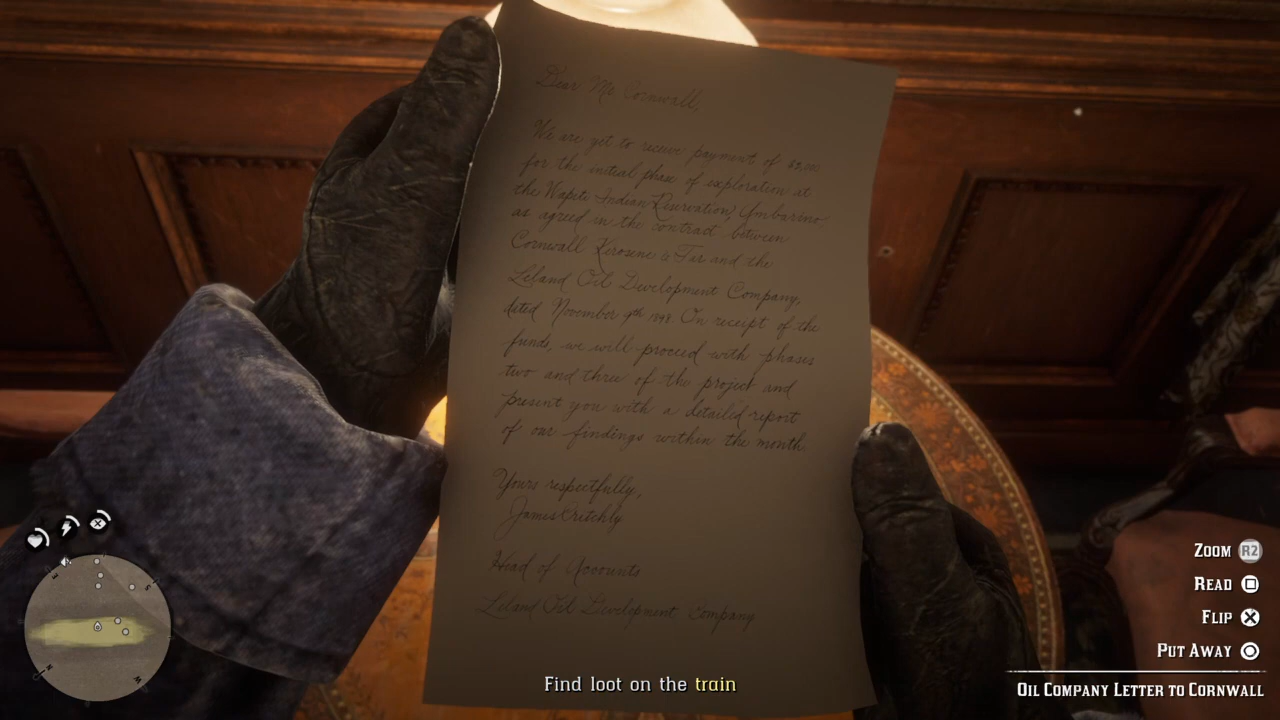 Dear Mr. Cornwall,
We are yet to receive payment of
for the initial phase of exploration at
the Wapiti Indian Reservation, Ambarino
as agreed in the contract between
Cornwall Kerosene & Tar and the
Leland Oil Development Company,
dated November 9th 1898. On receipt of the
funds, we will proceed with phases
two and three of the project and
present you with a detailed report
of our findings within the month.
Yours respectfully,
James Critchly
Head of Accounts
Leland Oil Development Company
ZOOM R2
READ
FLIP
PUT AWAY
OIL COMPANY LETTER TO CORNWALL
Find loot on the train